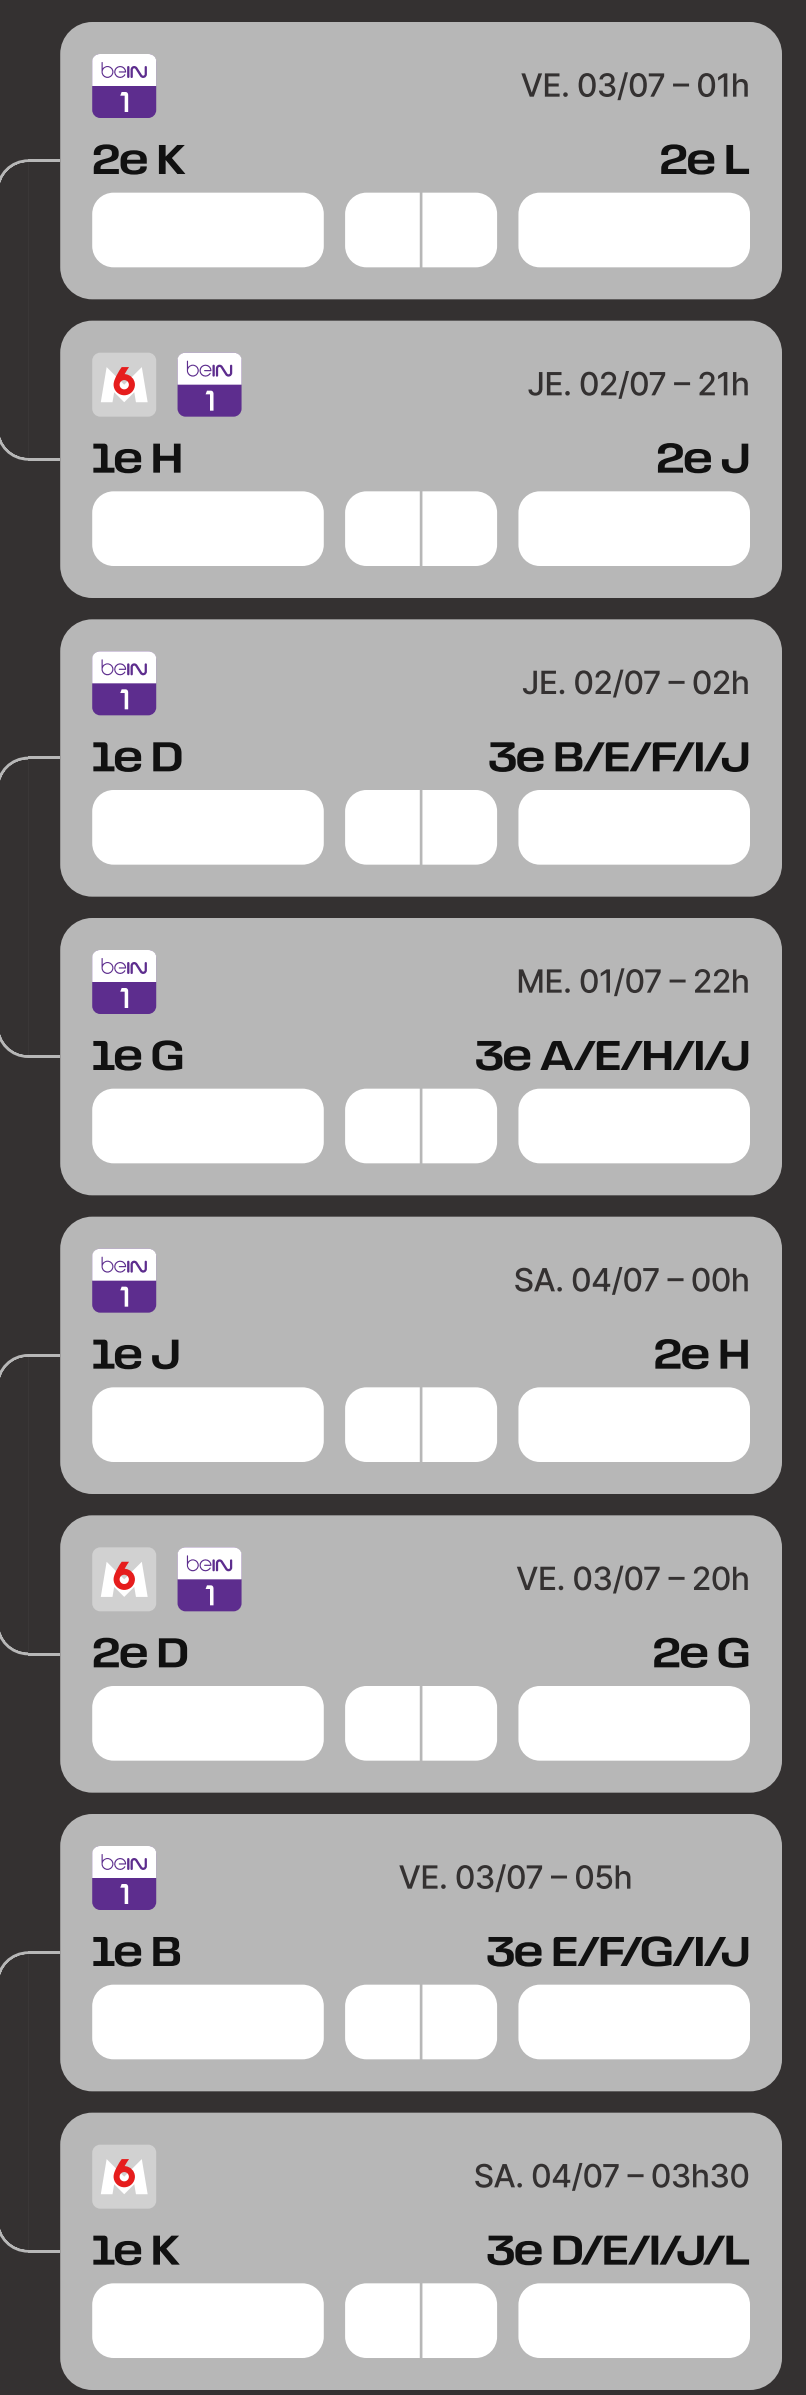 beIN
1
VE. 03/07 – 01h
2e K
2e L
M6
beIN
1
JE. 02/07 – 21h
1e H
2e J
beIN
1
JE. 02/07 – 02h
1e D
3e B/E/F/I/J
beIN
1
ME. 01/07 – 22h
1e G
3e A/E/H/I/J
beIN
1
SA. 04/07 – 00h
1e J
2e H
M6
beIN
1
VE. 03/07 – 20h
2e D
2e G
beIN
1
VE. 03/07 – 05h
1e B
3e E/F/G/I/J
M6
SA. 04/07 – 03h30
1e K
3e D/E/I/J/L